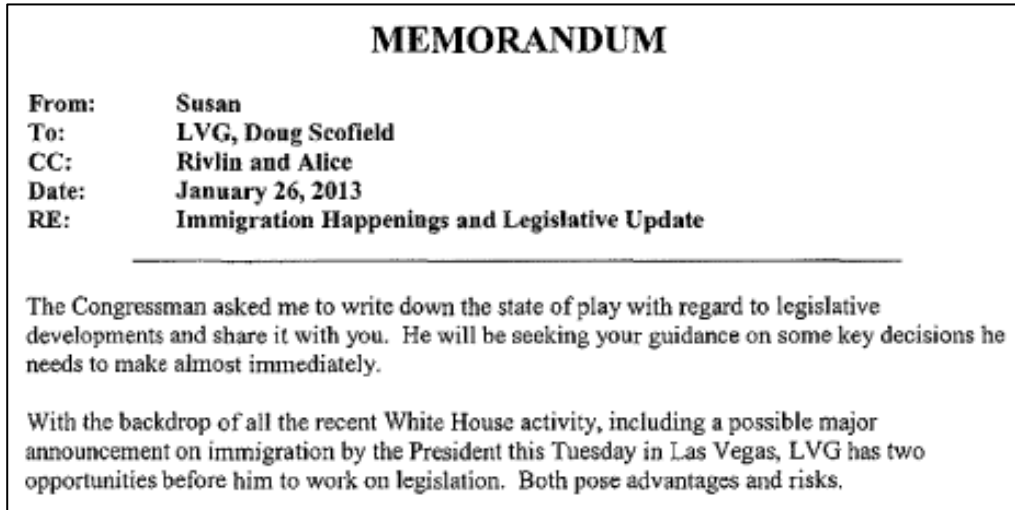 MEMORANDUM
From: Susan
To: LVG, Doug Scofield
CC: Rivlin and Alice
Date: January 26, 2013
RE: Immigration Happenings and Legislative Update
The Congressman asked me to write down the state of play with regard to legislative
developments and share it with you. He will be seeking your guidance on some key decisions he
needs to make almost immediately.
With the backdrop of all the recent White House activity, including a possible major
announcement on immigration by the President this Tuesday in Las Vegas, LVG has two
opportunities before him to work on legislation. Both pose advantages and risks.